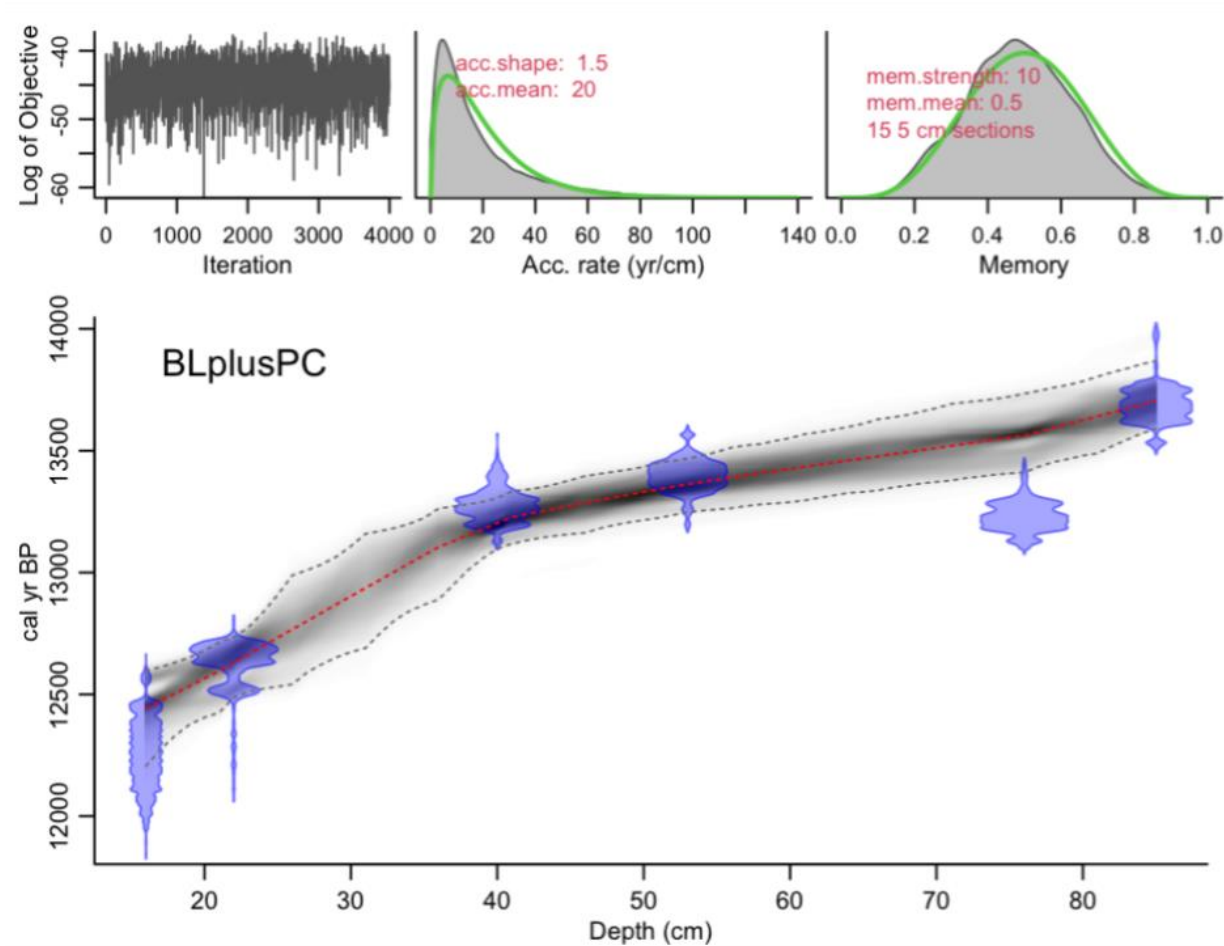 Log of Objective
-40
-50
-60
0 1000 2000 3000 4000
Iteration
acc.shape: 1.5
acc.mean: 20
0 20 40 60 80 100 140
Acc. rate (yr/cm)
mem.strength: 10
mem.mean: 0.5
15 5 cm sections
0.0 0.2 0.4 0.6 0.8 1.0
Memory
BLplusPC
cal yr BP
14000
13500
13000
12500
12000
20 30 40 50 60 70 80
Depth (cm)